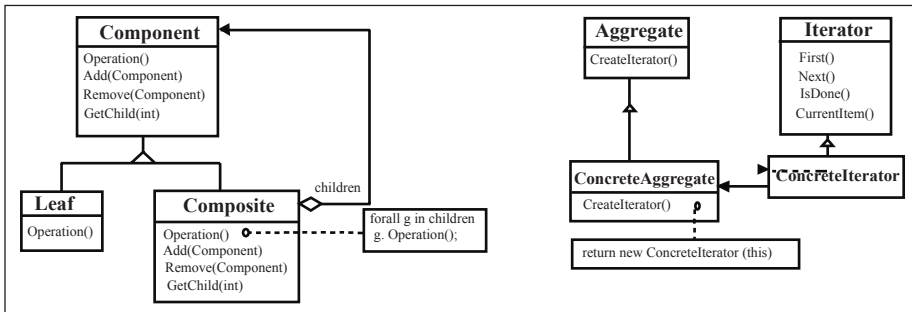 Component
Operation()
Add(Component)
Remove(Component)
GetChild(int)
Leaf
Operation()
children
Composite
Operation()
Add(Component)
Remove(Component)
GetChild(int)
forall g in children
g. Operation();
Aggregate
CreateIterator()
Iterator
First()
Next()
IsDone()
CurrentItem()
ConcreteAggregate
CreateIterator()
ConcreteIterator
return new ConcreteIterator (this)